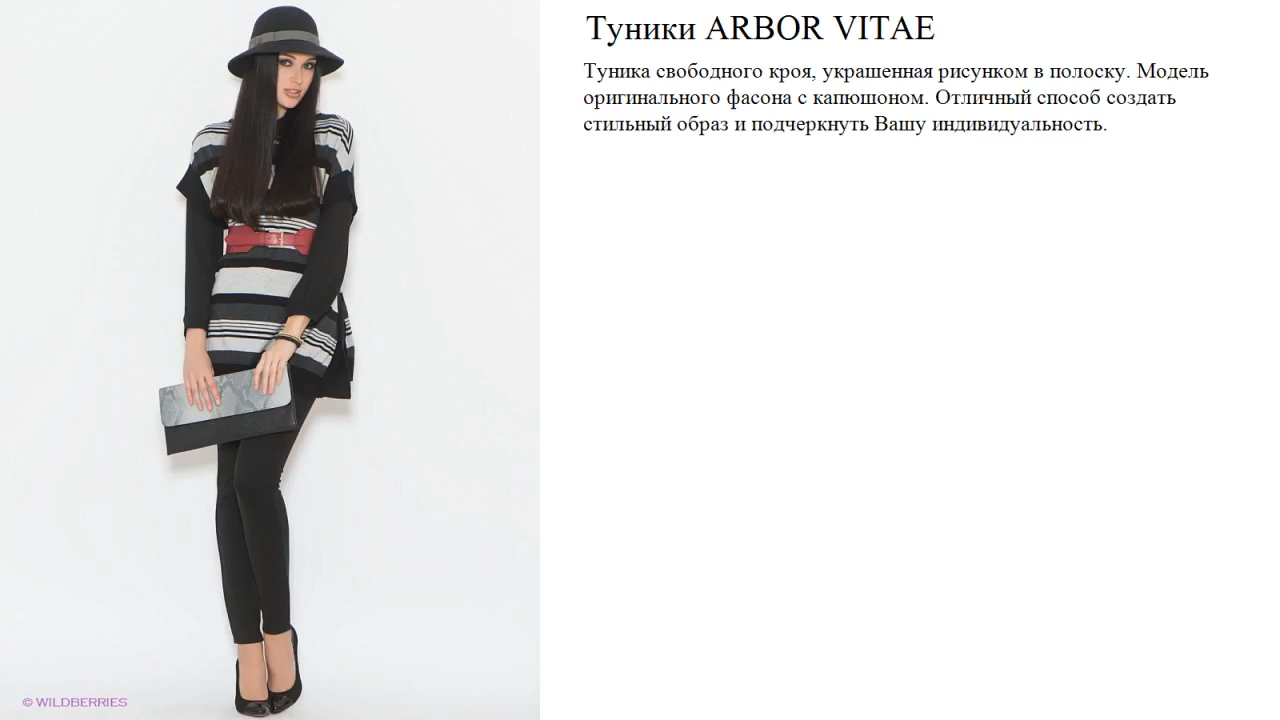 Туники ARBOR VITAE
Туника свободного кроя, украшенная рисунком в полоску. Модель
оригинального фасона с капюшоном. Отличный способ создать
стильный образ и подчеркнуть Вашу индивидуальность.
© WILDBERRIES